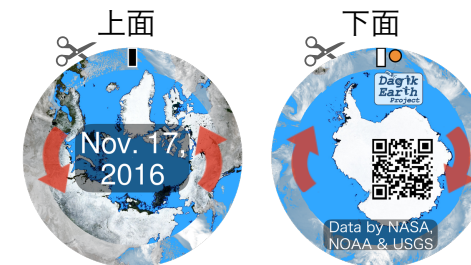 上面
下面
Nov. 17,
2016
Dagik
Earth
Project
Data by NASA,
NOAA & USGS